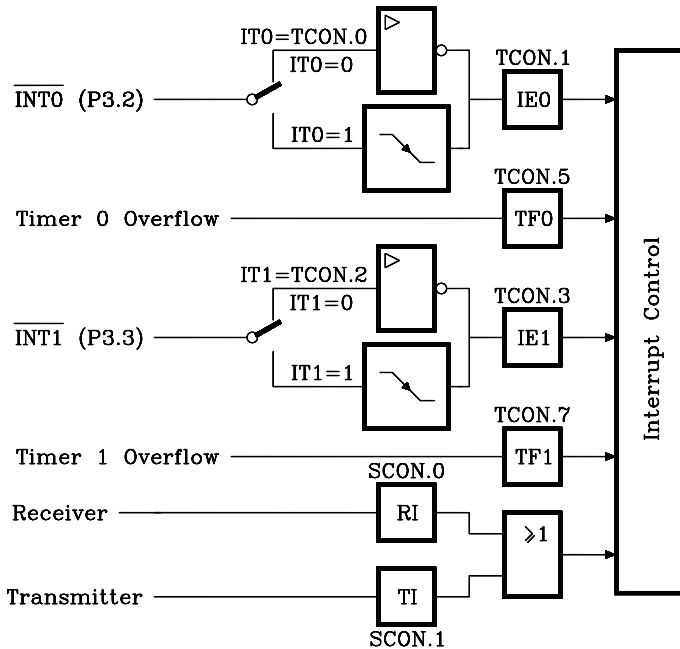 IT0=TCON.0
TCON.1
IT0=0
INT0 (P3.2)
IE0
IT0=1
TCON.5
Timer 0 Overflow
TF0
IT1=TCON.2
TCON.3
IT1=0
INT1 (P3.3)
IE1
IT1=1
TCON.7
Timer 1 Overflow
TF1
SCON.0
Receiver
RI
⩾1
Transmitter
TI
SCON.1
Interrupt Control